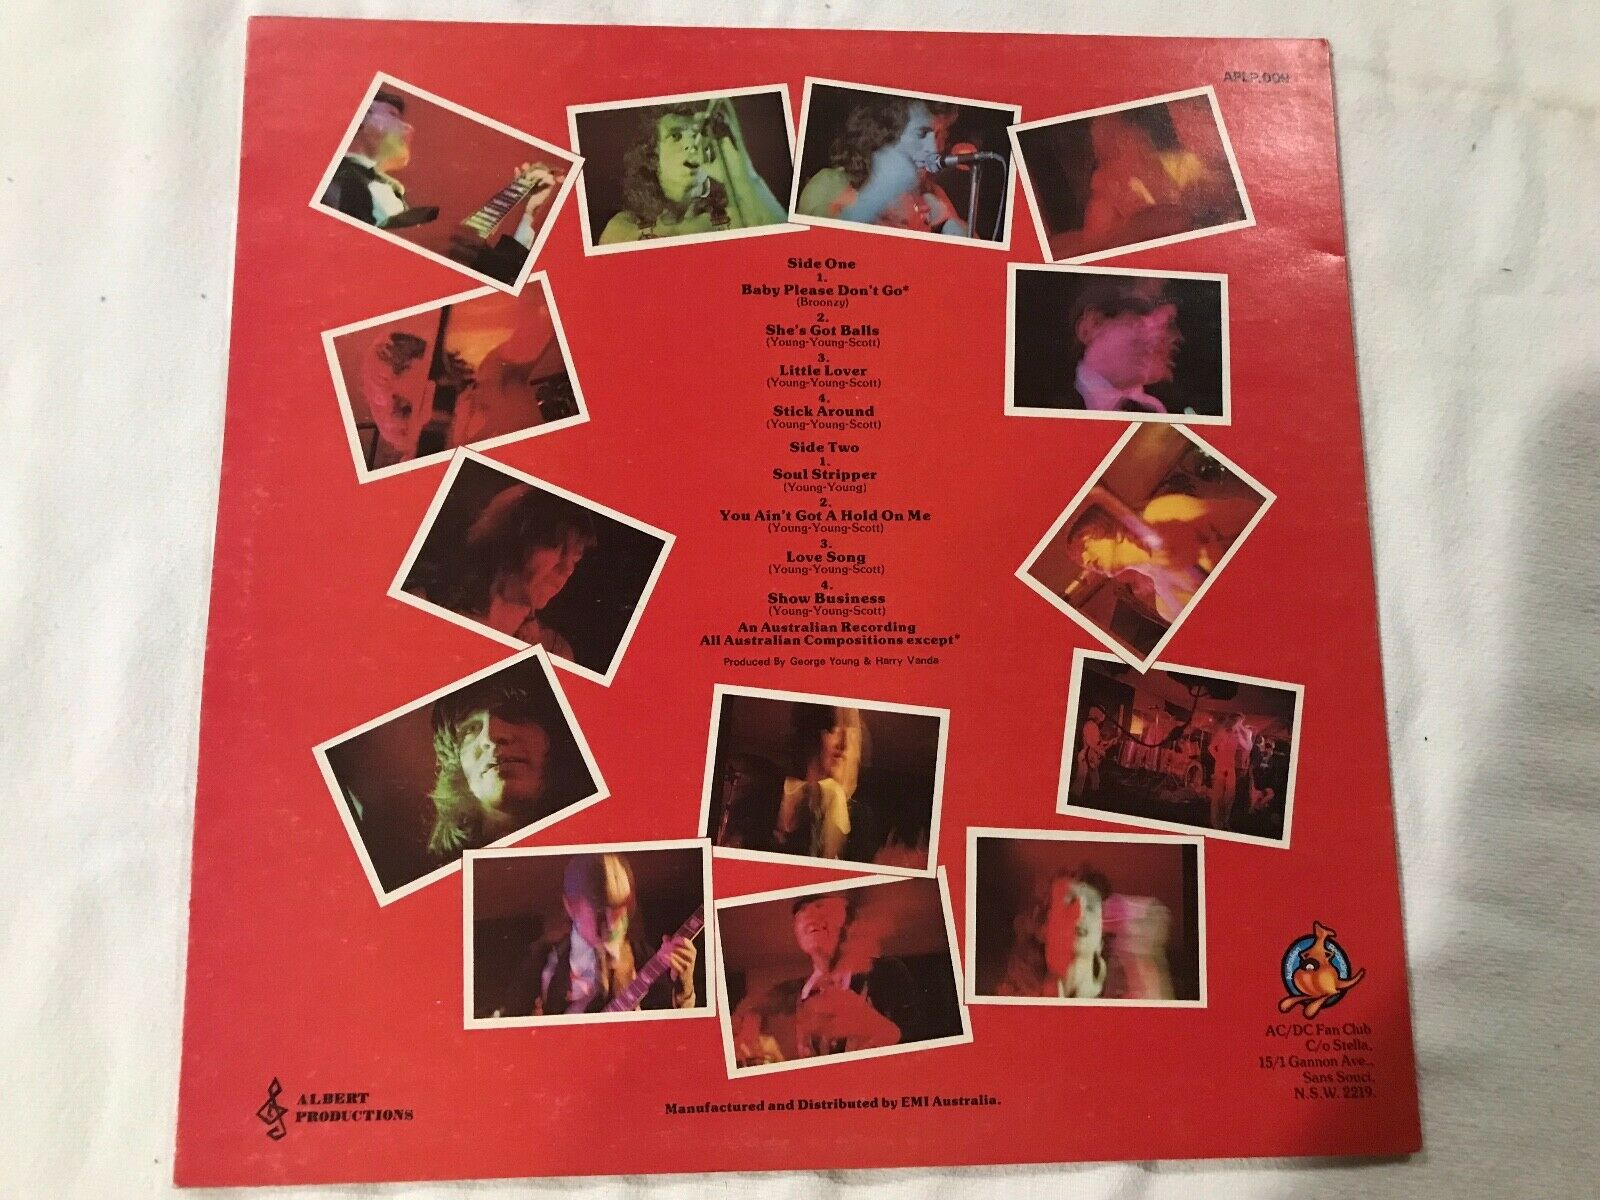 APLP.009
Side One
1.
Baby Please Don't Go*
(Broonzy)
2.
She's Got Balls
(Young-Young-Scott)
3.
Little Lover
(Young-Young-Scott)
4.
Stick Around
(Young-Young-Scott)
Side Two
1.
Soul Stripper
(Young-Young)
2.
You Ain't Got A Hold On Me
(Young-Young-Scott)
3.
Love Song
(Young-Young-Scott)
4.
Show Business
(Young-Young-Scott)
An Australian Recording
All Australian Compositions except*
Produced By George Young & Harry Vanda
Australian Recording
AC/DC Fan Club
C/o Stella,
15/1 Gannon Ave.,
Sans Souci,
N.S.W. 2219.
ALBERT
PRODUCTIONS
Manufactured and Distributed by EMI Australia.